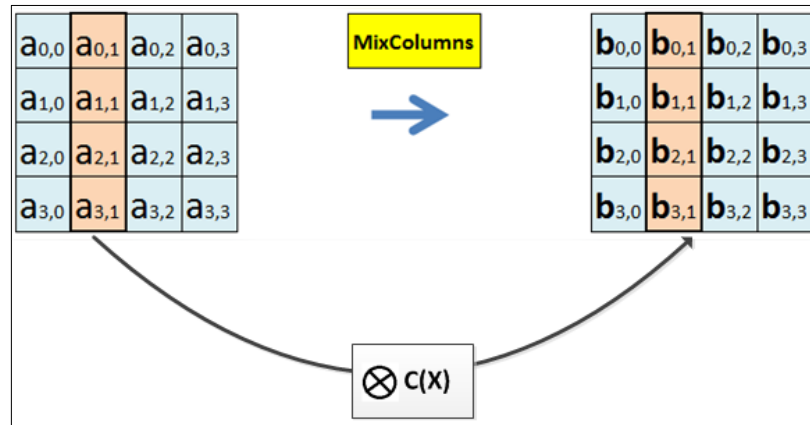 a0,0 a0,1 a0,2 a0,3
MixColumns
b0,0 b0,1 b0,2 b0,3
a1,0 a1,1 a1,2 a1,3
b1,0 b1,1 b1,2 b1,3
a2,0 a2,1 a2,2 a2,3
b2,0 b2,1 b2,2 b2,3
a3,0 a3,1 a3,2 a3,3
b3,0 b3,1 b3,2 b3,3
⊗ C(X)